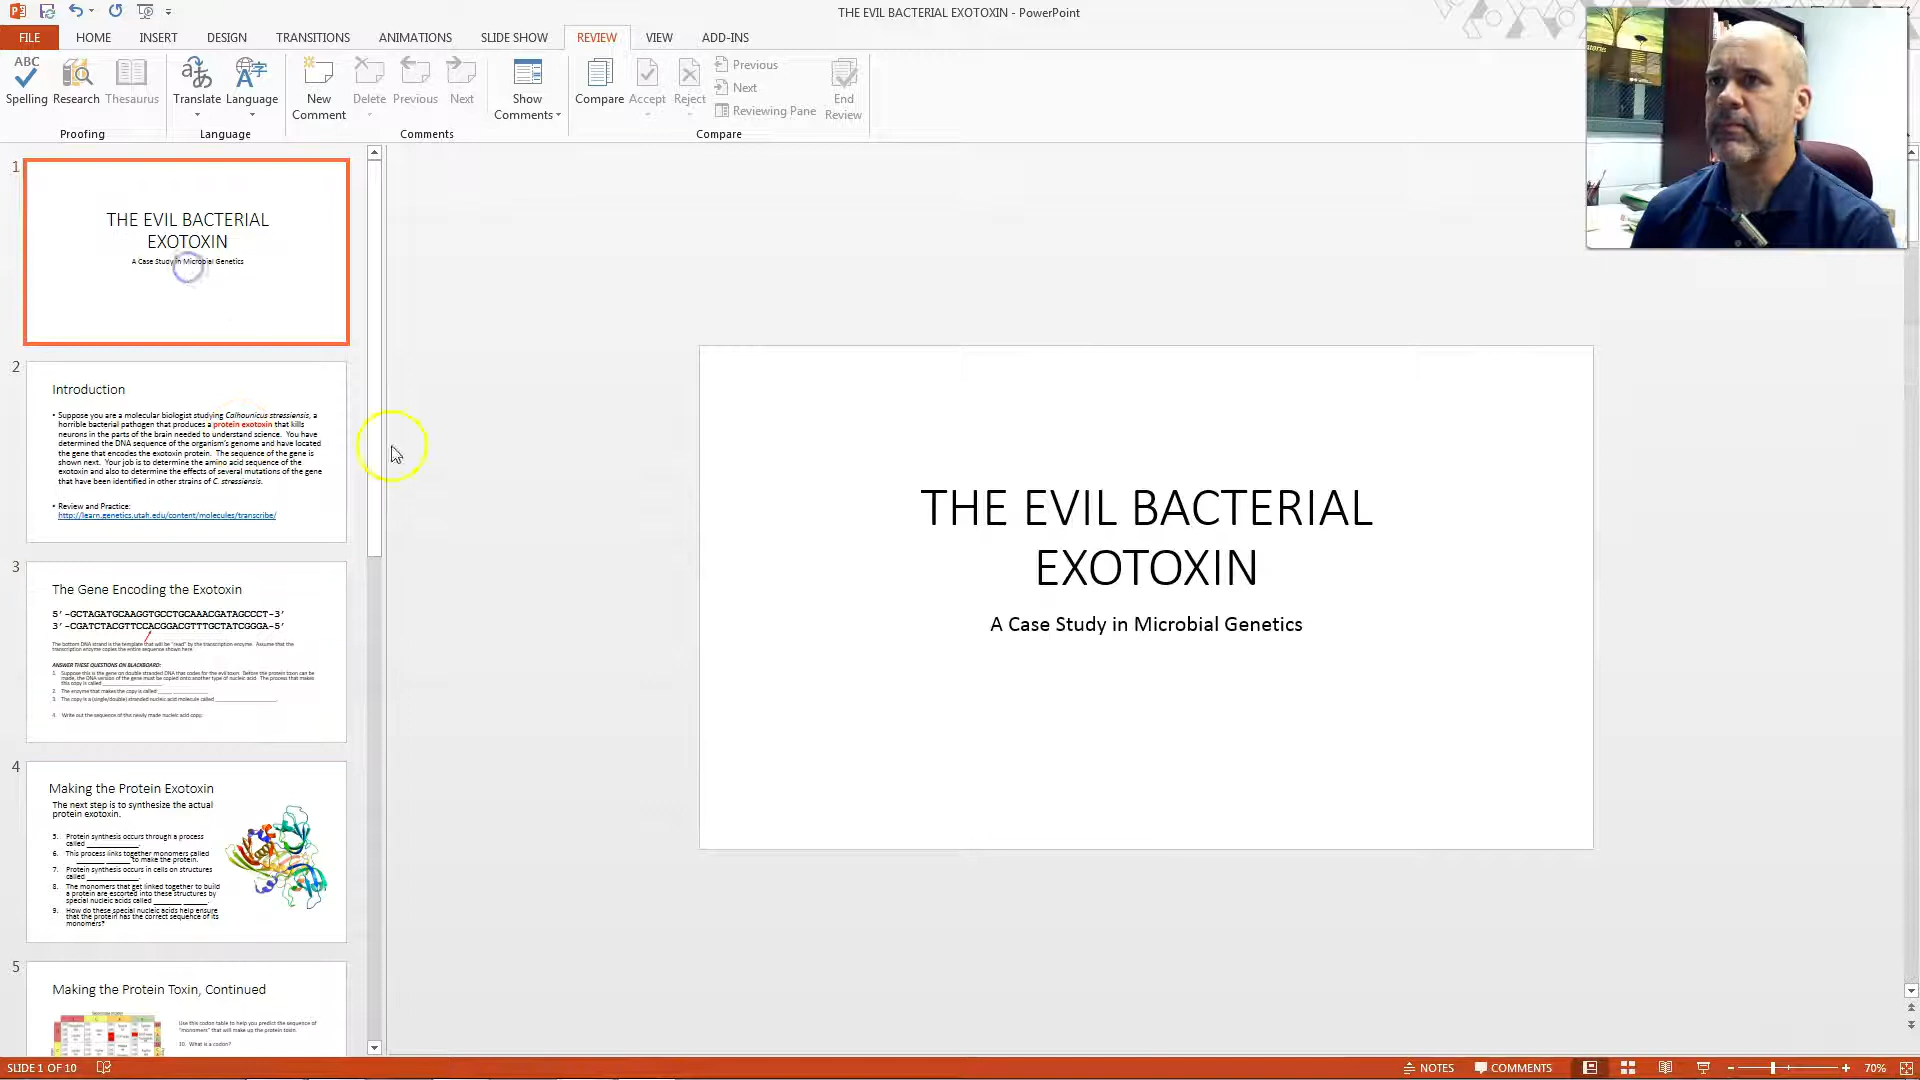 THE EVIL BACTERIAL EXOTOXIN - PowerPoint
FILE HOME INSERT DESIGN TRANSITIONS ANIMATIONS SLIDE SHOW REVIEW VIEW ADD-INS
ABC
Spelling Research Thesaurus Translate Language New Comment Delete Previous Next Show Comments Compare Accept Reject Previous Next Reviewing Pane End Review
Proofing Language Comments Compare
1
THE EVIL BACTERIAL
EXOTOXIN
A Case Study in Microbial Genetics
2
Introduction
• Suppose you are a molecular biologist studying Calhounicus stressiensis, a
horrible bacterial pathogen that produces a protein exotoxin that kills
neurons in the parts of the brain needed to understand science. You have
determined the DNA sequence of the organism's genome and have located
the gene that encodes the exotoxin protein. The sequence of the gene is
shown next. Your job is to determine the amino acid sequence of the
exotoxin and also to determine the effects of several mutations of the gene
that have been identified in other strains of C. stressiensis.
• Review and Practice:
http://learn.genetics.utah.edu/content/molecules/transcribe/
3
The Gene Encoding the Exotoxin
5’-GCTAGATGCAAGGTGCCTGCAAACGATAGCCCT-3’
3’-CGATCTACGTTCCACGGACGTTTGCTATCGGGA-5’
The bottom DNA strand is the template that will be "read" by the transcription enzyme. Assume that the
transcription enzyme copies the entire sequence shown here.
ANSWER THESE QUESTIONS ON BLACKBOARD:
1. Suppose this is the gene on double stranded DNA that codes for the evil toxin. Before the protein toxin can be
made, the DNA version of the gene must be copied onto another type of nucleic acid. The process that makes
this copy is called ____________.
2. The enzyme that makes the copy is called ____________
3. The copy is a (single/double) stranded nucleic acid molecule called ____________.
4. Write out the sequence of this newly made nucleic acid copy.
4
Making the Protein Exotoxin
The next step is to synthesize the actual
protein exotoxin.
5. Protein synthesis occurs through a process
called ____________.
6. This process links together monomers called
______ ______ to make the protein.
7. Protein synthesis occurs in cells on structures
called ____________.
8. The monomers that get linked together to build
a protein are escorted into these structures by
special nucleic acids called ______ ______.
9. How do these special nucleic acids help ensure
that the protein has the correct sequence of its
monomers?
5
Making the Protein Toxin, Continued
Use this codon table to help you predict the sequence of
"monomers" that will make up the protein toxin.
10. What is a codon?
THE EVIL BACTERIAL
EXOTOXIN
A Case Study in Microbial Genetics
SLIDE 1 OF 10 NOTES COMMENTS 70%